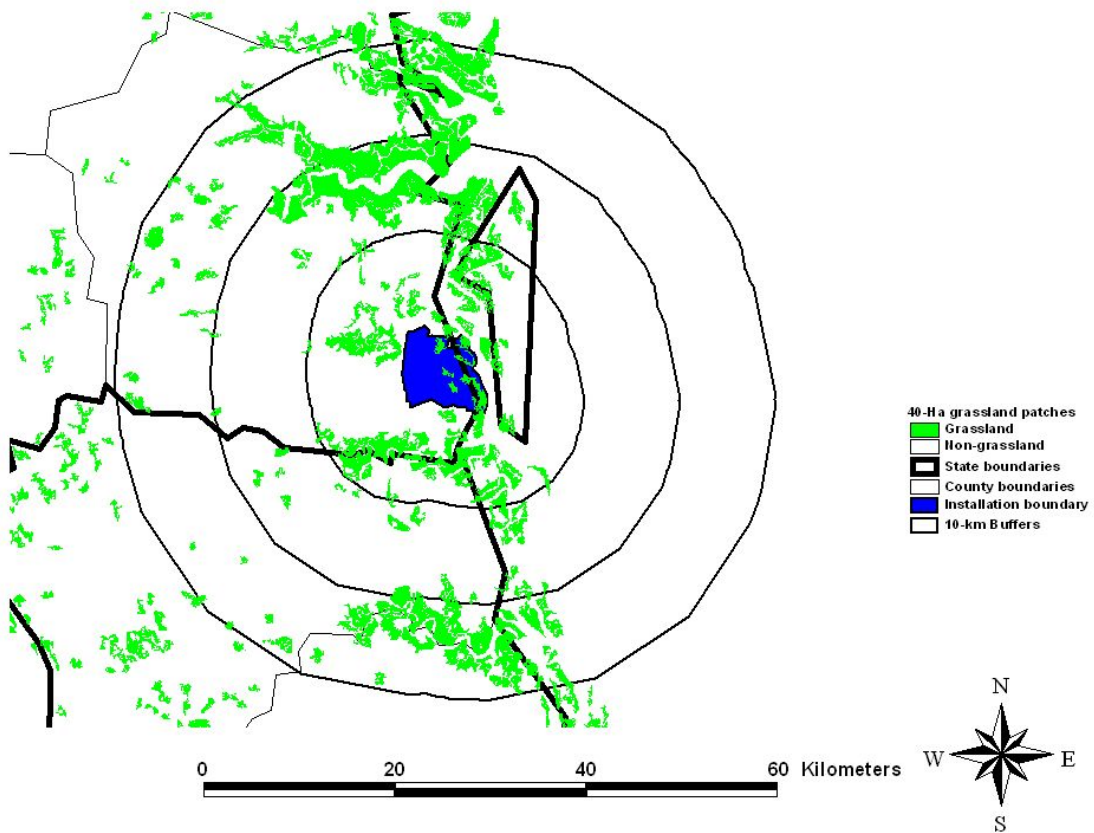 40-Ha grassland patches
Grassland
Non-grassland
State boundaries
County boundaries
Installation boundary
10-km Buffers
N
W E
S
0 20 40 60 Kilometers